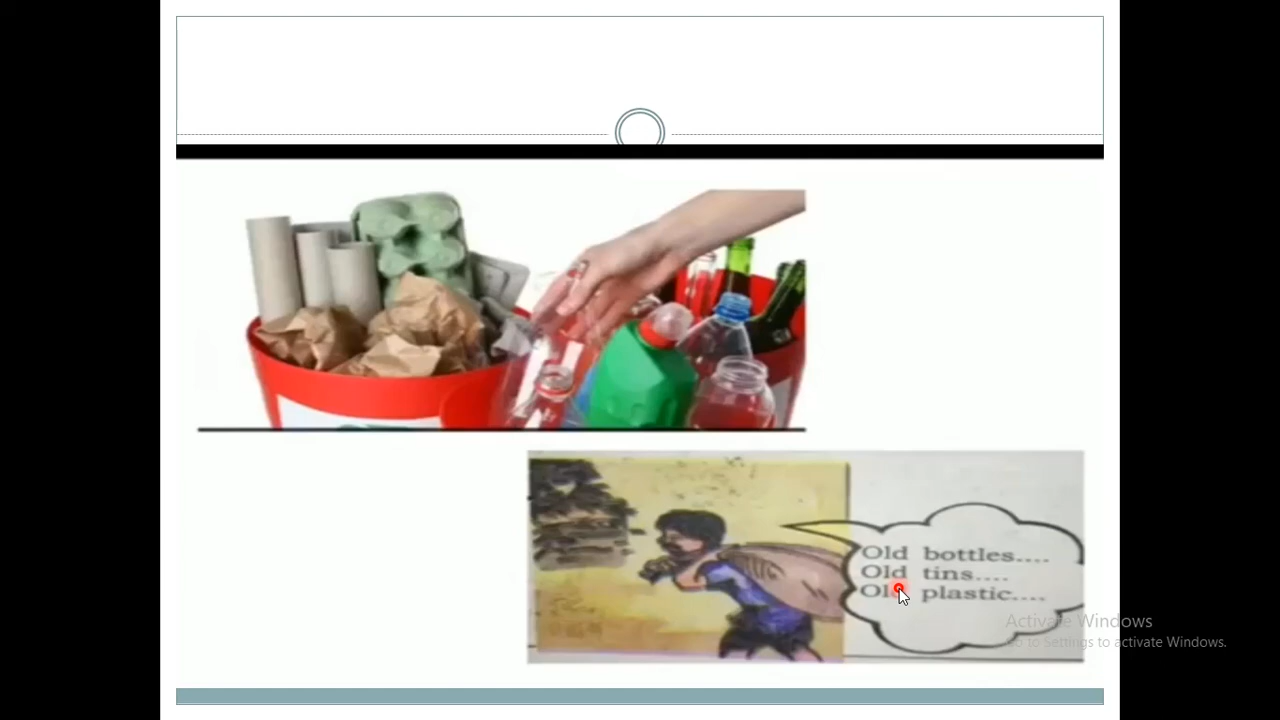 Old bottles....
Old tins....
Old plastic....
Activate Windows
Go to Settings to activate Windows.